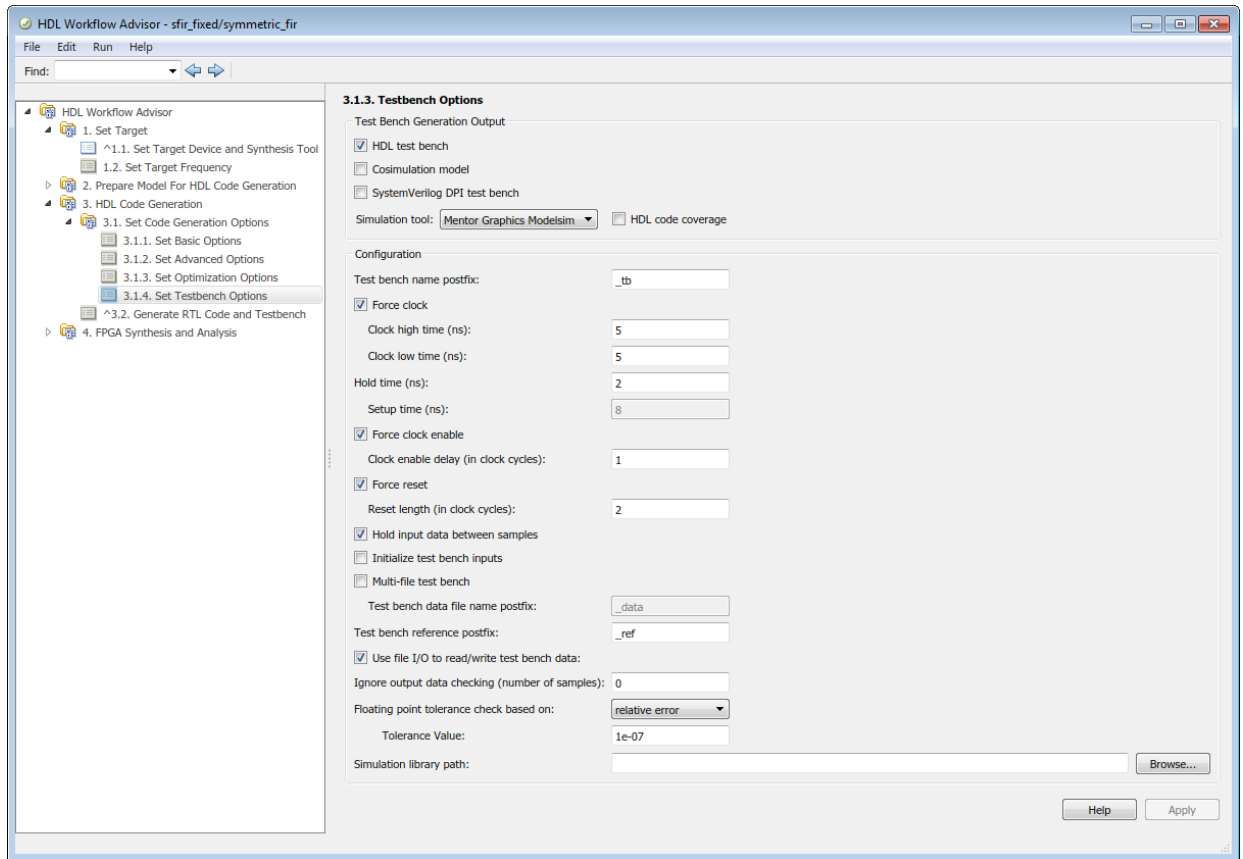 HDL Workflow Advisor - sfir_fixed/symmetric_fir
File Edit Run Help
Find:
HDL Workflow Advisor
1. Set Target
^1.1. Set Target Device and Synthesis Tool
1.2. Set Target Frequency
2. Prepare Model For HDL Code Generation
3. HDL Code Generation
3.1. Set Code Generation Options
3.1.1. Set Basic Options
3.1.2. Set Advanced Options
3.1.3. Set Optimization Options
3.1.4. Set Testbench Options
^3.2. Generate RTL Code and Testbench
4. FPGA Synthesis and Analysis
3.1.3. Testbench Options
Test Bench Generation Output
HDL test bench
Cosimulation model
SystemVerilog DPI test bench
Simulation tool: Mentor Graphics Modelsim HDL code coverage
Configuration
Test bench name postfix: _tb
Force clock
Clock high time (ns): 5
Clock low time (ns): 5
Hold time (ns): 2
Setup time (ns): 8
Force clock enable
Clock enable delay (in clock cycles): 1
Force reset
Reset length (in clock cycles): 2
Hold input data between samples
Initialize test bench inputs
Multi-file test bench
Test bench data file name postfix: _data
Test bench reference postfix: _ref
Use file I/O to read/write test bench data:
Ignore output data checking (number of samples): 0
Floating point tolerance check based on: relative error
Tolerance Value: 1e-07
Simulation library path: Browse...
Help Apply